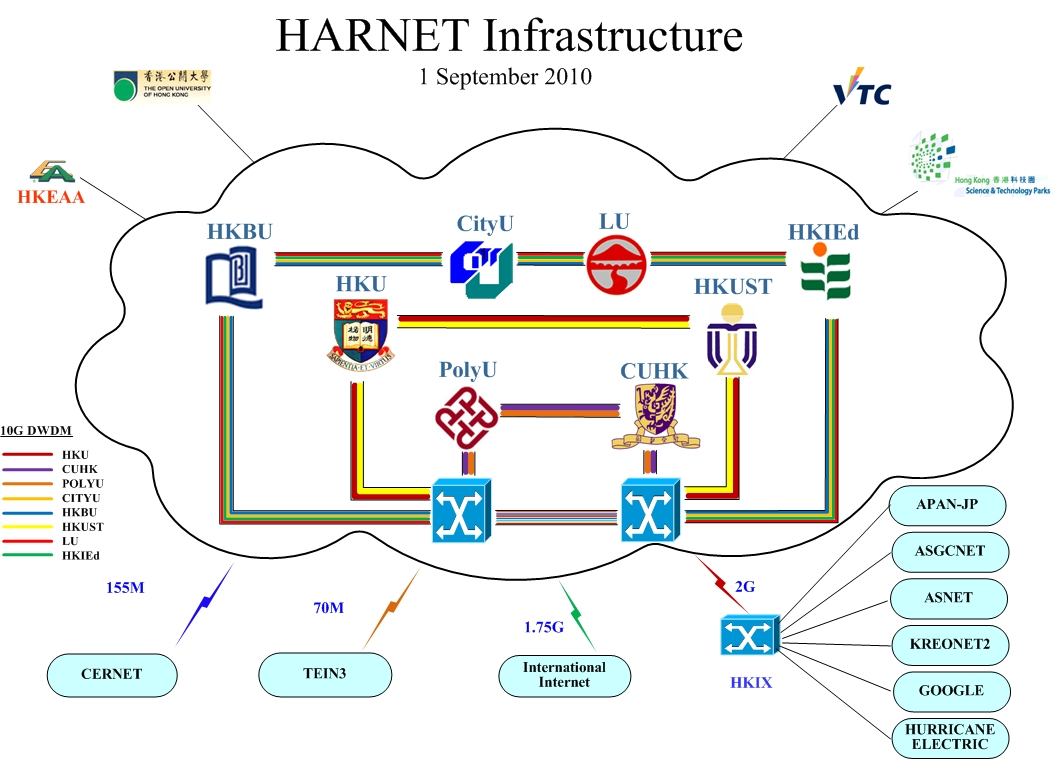 HARNET Infrastructure
1 September 2010
香港公開大學
THE OPEN UNIVERSITY
OF HONG KONG
VTC
HKEAA
Hong Kong 香港科技園
Science & Technology Parks
HKBU
CityU
LU
HKIEd
HKU
HKUST
SAPIENTIA·ET·VIRTUS
PolyU
CUHK
10G DWDM
HKU
CUHK
POLYU
CITYU
HKBU
HKUST
LU
HKIEd
155M
70M
1.75G
2G
CERNET
TEIN3
International
Internet
HKIX
APAN-JP
ASGCNET
ASNET
KREONET2
GOOGLE
HURRICANE
ELECTRIC